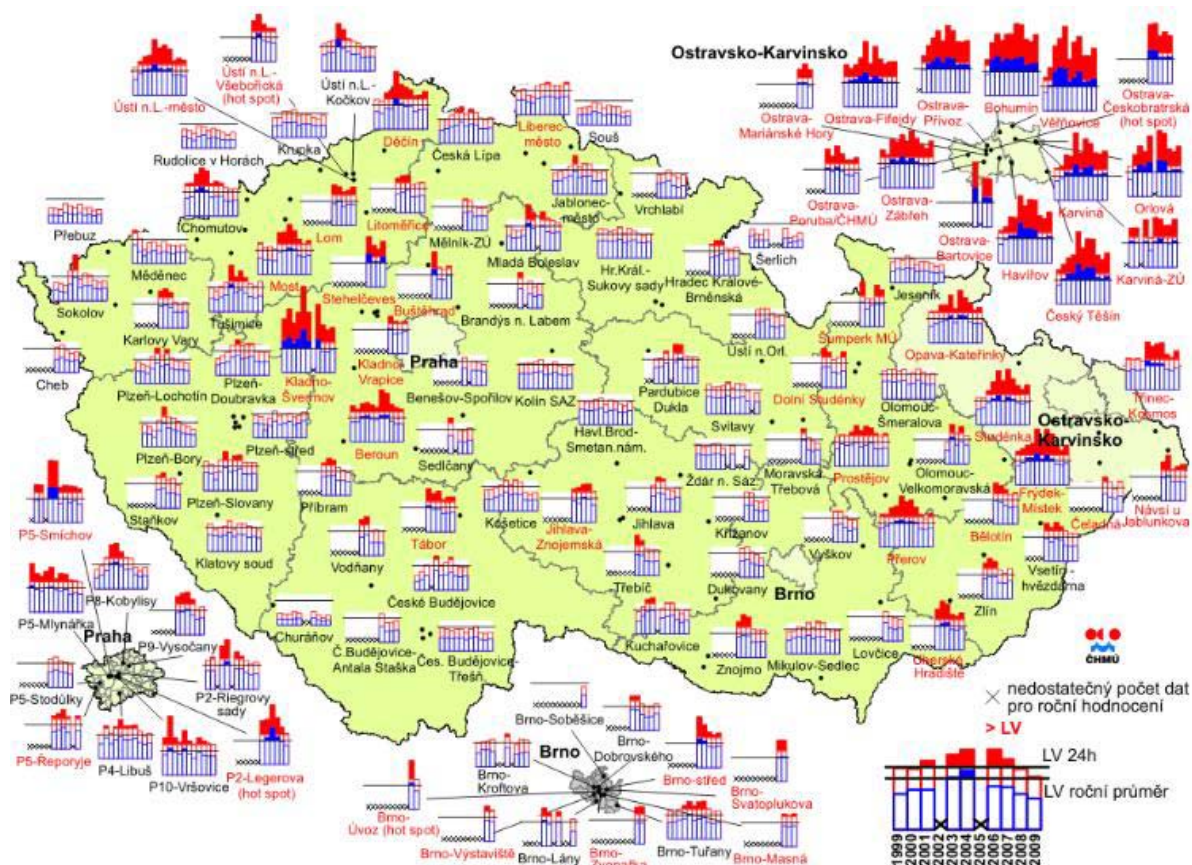 Ústí n.L.-
Všebořická
(hot spot)
Ústí n.L.-
Kočkov
Ústí n.L.-město
Krupka
Rudolice v Horách
Děčín
Česká Lípa
Liberec-
město
Souš
Ostravsko-Karvinsko
Ostrava-
Mariánské Hory
Ostrava-Fifejdy
Ostrava-
Přívoz
Bohumín
Věřňovice
Ostrava-
Českobratrská
(hot spot)
Ostrava-
Poruba/ČHMÚ
Ostrava-
Zábřeh
Ostrava-
Bartovice
Havířov
Karviná
Orlová
Karviná-ZÚ
Český Těšín
Přebuz
Chomutov
Lom
Litoměřice
Mělník-ZÚ
Jablonec-
město
Vrchlabí
Měděnec
Most
Mladá Boleslav
Hr.Král.-
Sukovy sady
Hradec Králové-
Brněnská
Šerlich
Jeseník
Sokolov
Karlovy Vary
Tušimice
Stehelčeves
Buštěhrad
Brandýs n. Labem
Ústí n.Orl.
Šumperk MÚ
Opava-Kateřinky
Cheb
Plzeň-Lochotín
Plzeň-
Doubravka
Kladno-
Švermov
Kladno-
Vrapice
Praha
Benešov-Spořilov
Kolín SAZ
Pardubice
Dukla
Dolní Studénky
Olomouc-
Šmeralova
Studénka
Třinec-
Kosmos
Ostravsko-
Karvinsko
Plzeň-Bory
Plzeň-střed
Beroun
Sedlčany
Havl.Brod-
Smetan.nám.
Svitavy
Žďár n. Sáz.
Moravská
Třebová
Prostějov
Olomouc-
Velkomoravská
Frýdek-
Místek
Čeladná
Návsí u
Jablunkova
Staňkov
Plzeň-Slovany
Příbram
Tábor
Košetice
Jihlava-
Znojemská
Jihlava
Křižanov
Vyškov
Přerov
Bělotín
Vsetín-
hvězdárna
P5-Smíchov
Klatovy soud
Vodňany
České Budějovice
Třebíč
Dukovany
Brno
Zlín
P8-Kobylisy
P5-Mlynářka
Praha
P9-Vysočany
Churáňov
Č.Budějovice-
Antala Staška
Čes. Budějovice-
Třešň.
Kuchařovice
Znojmo
Mikulov-Sedlec
Lovčice
Uherské
Hradiště
P5-Stodůlky
P2-Riegrovy
sady
P5-Řeporyje
P4-Libuš
P10-Vršovice
P2-Legerova
(hot spot)
Brno-Soběšice
Brno-
Dobrovského
Brno
Brno-
Kroftova
Brno-střed
Brno-
Svatoplukova
Brno-
Úvoz (hot spot)
Brno-Výstaviště
Brno-Lány
Brno-
Zvonařka
Brno-Tuřany
Brno-Masná
ČHMÚ
nedostatečný počet dat
pro roční hodnocení
> LV
LV 24h
LV roční průměr
1999
2000
2001
2002
2003
2004
2005
2006
2007
2008
2009